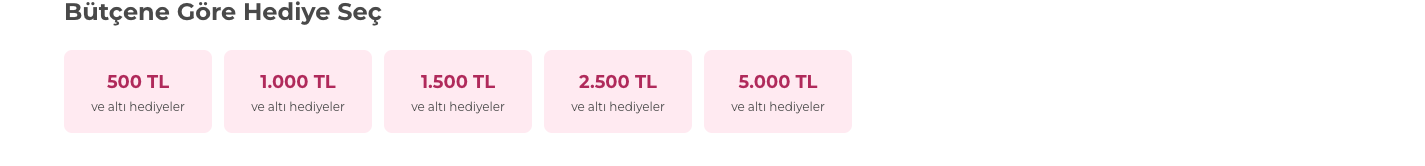 Bütçene Göre Hediye Seç
500 TL
ve altı hediyeler
1.000 TL
ve altı hediyeler
1.500 TL
ve altı hediyeler
2.500 TL
ve altı hediyeler
5.000 TL
ve altı hediyeler